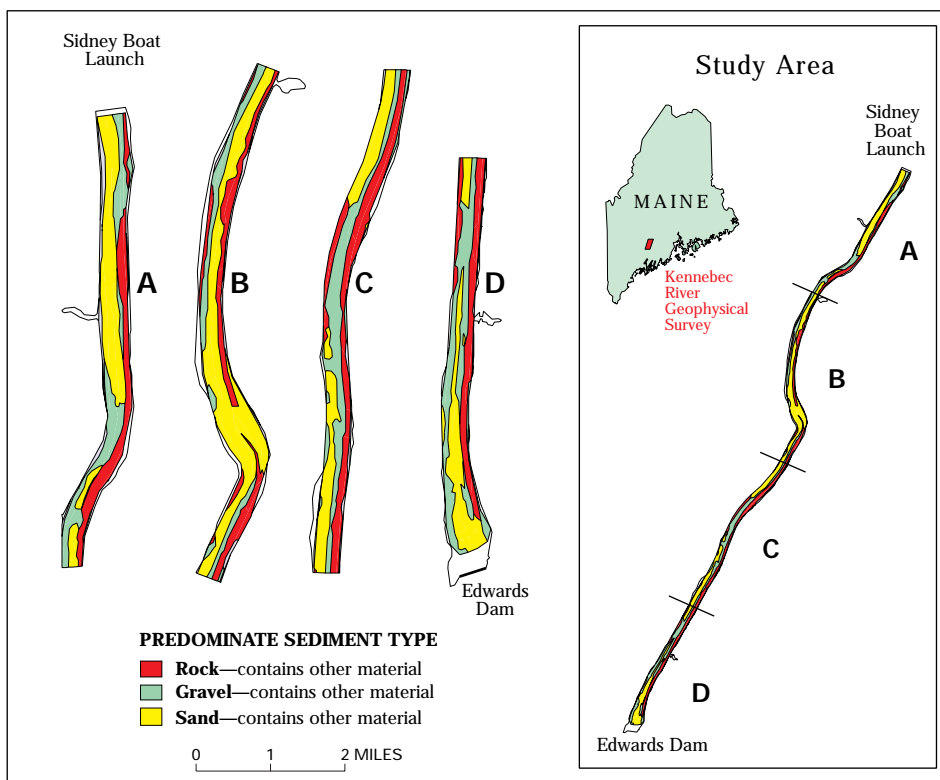 Sidney Boat
Launch
A
B
C
D
Edwards
Dam
PREDOMINATE SEDIMENT TYPE
Rock—contains other material
Gravel—contains other material
Sand—contains other material
0 1 2 MILES
Study Area
Sidney
Boat
Launch
MAINE
Kennebec
River
Geophysical
Survey
A
B
C
D
Edwards Dam